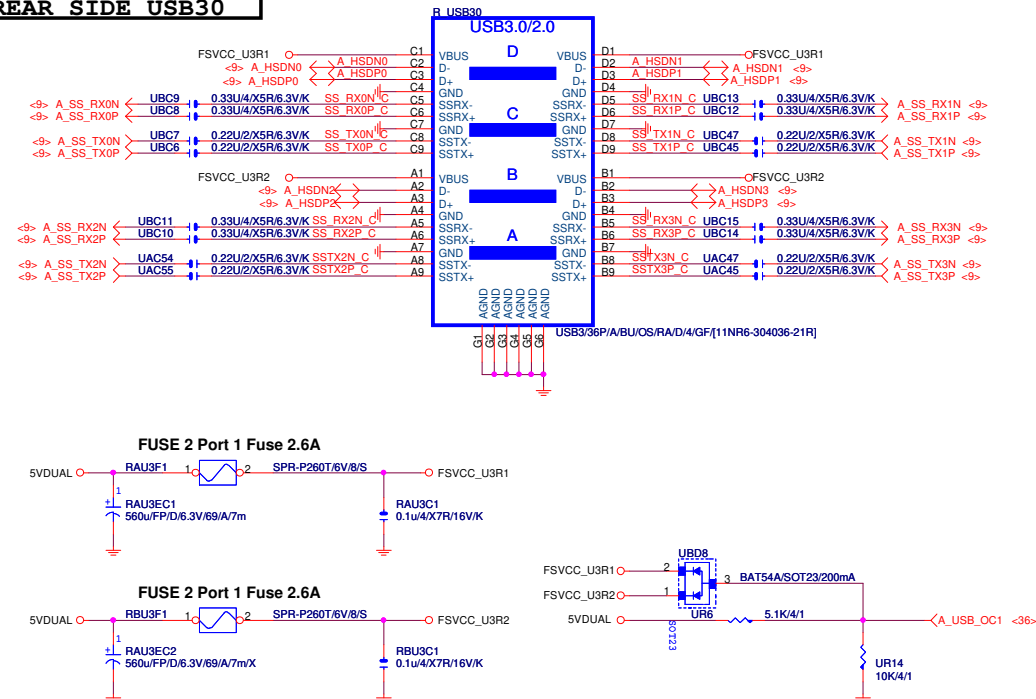 REAR SIDE USB30
R_USB30
USB3.0/2.0
FSVCC_U3R1 C1 VBUS D VBUS D1 FSVCC_U3R1
<9> A_HSDN0 A_HSDN0 C2 D- D- D2 A_HSDN1 A_HSDN1 <9>
<9> A_HSDP0 A_HSDP0 C3 D+ D+ D3 A_HSDP1 A_HSDP1 <9>
C4 GND GND D4
<9> A_SS_RX0N UBC9 0.33U/4/X5R/6.3V/K SS_RX0N_C C5 SSRX- SSRX- D5 SS_RX1N_C UBC13 0.33U/4/X5R/6.3V/K A_SS_RX1N <9>
<9> A_SS_RX0P UBC8 0.33U/4/X5R/6.3V/K SS_RX0P_C C6 SSRX+ C SSRX+ D6 SS_RX1P_C UBC12 0.33U/4/X5R/6.3V/K A_SS_RX1P <9>
C7 GND GND D7
<9> A_SS_TX0N UBC7 0.22U/2/X5R/6.3V/K SS_TX0N_C C8 SSTX- SSTX- D8 SS_TX1N_C UBC47 0.22U/2/X5R/6.3V/K A_SS_TX1N <9>
<9> A_SS_TX0P UBC6 0.22U/2/X5R/6.3V/K SS_TX0P_C C9 SSTX+ SSTX+ D9 SS_TX1P_C UBC45 0.22U/2/X5R/6.3V/K A_SS_TX1P <9>
FSVCC_U3R2 A1 VBUS B VBUS B1 FSVCC_U3R2
<9> A_HSDN2 A2 D- D- B2 A_HSDN3 <9>
<9> A_HSDP2 A3 D+ D+ B3 A_HSDP3 <9>
A4 GND GND B4
<9> A_SS_RX2N UBC11 0.33U/4/X5R/6.3V/K SS_RX2N_C A5 SSRX- SSRX- B5 SS_RX3N_C UBC15 0.33U/4/X5R/6.3V/K A_SS_RX3N <9>
<9> A_SS_RX2P UBC10 0.33U/4/X5R/6.3V/K SS_RX2P_C A6 SSRX+ A SSRX+ B6 SS_RX3P_C UBC14 0.33U/4/X5R/6.3V/K A_SS_RX3P <9>
A7 GND GND B7
<9> A_SS_TX2N UAC54 0.22U/2/X5R/6.3V/K SSTX2N_C A8 SSTX- SSTX- B8 SSTX3N_C UAC47 0.22U/2/X5R/6.3V/K A_SS_TX3N <9>
<9> A_SS_TX2P UAC55 0.22U/2/X5R/6.3V/K SSTX2P_C A9 SSTX+ SSTX+ B9 SSTX3P_C UAC45 0.22U/2/X5R/6.3V/K A_SS_TX3P <9>
AGND AGND AGND AGND AGND AGND
USB3/36P/A/BU/OS/RA/D/4/GF/[11NR6-304036-21R]
G1 G2 G3 G4 G5 G6
FUSE 2 Port 1 Fuse 2.6A
5VDUAL RAU3F1 1 2 SPR-P260T/6V/8/S FSVCC_U3R1
1
+ RAU3EC1
560u/FP/D/6.3V/69/A/7m
RAU3C1
0.1u/4/X7R/16V/K
FUSE 2 Port 1 Fuse 2.6A
5VDUAL RBU3F1 1 2 SPR-P260T/6V/8/S FSVCC_U3R2
1
+ RAU3EC2
560u/FP/D/6.3V/69/A/7m/X
RBU3C1
0.1u/4/X7R/16V/K
UBD8
FSVCC_U3R1 2
3 BAT54A/SOT23/200mA
FSVCC_U3R2 1
5VDUAL UR6 5.1K/4/1 A_USB_OC1 <36>
SOT23
UR14
10K/4/1